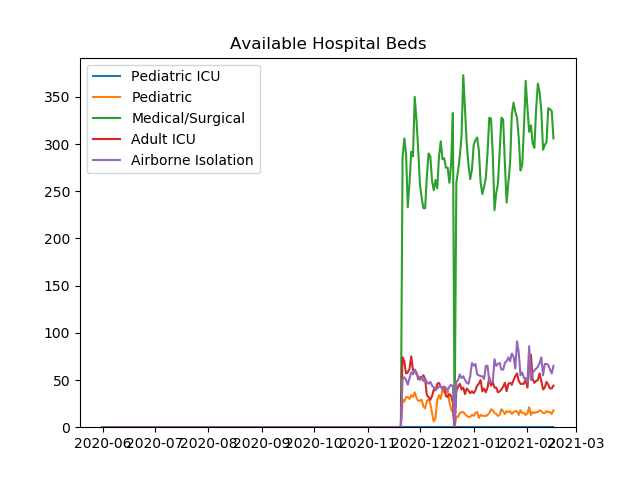 Available Hospital Beds
Pediatric ICU
Pediatric
Medical/Surgical
Adult ICU
Airborne Isolation
350
300
250
200
150
100
50
0
2020-06 2020-07 2020-08 2020-09 2020-10 2020-11 2020-12 2021-01 2021-02 2021-03